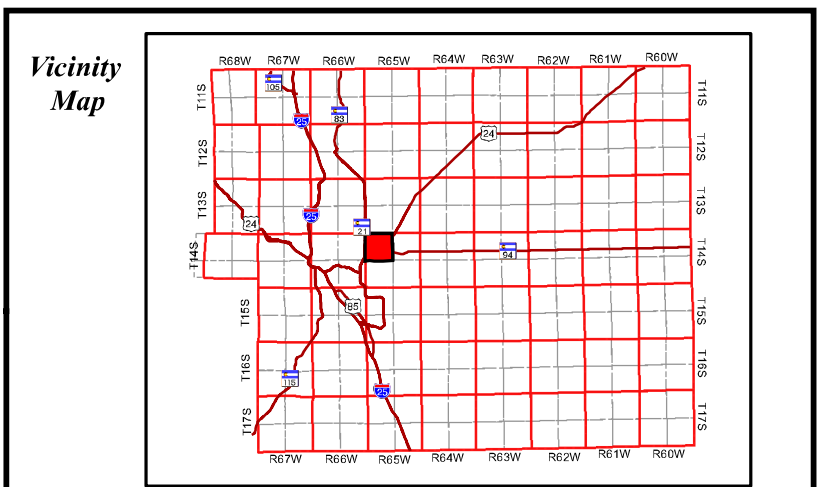 Vicinity
Map
R68W R67W R66W R65W R64W R63W R62W R61W R60W
105
T11S T11S
83
25
24
T12S T12S
T13S T13S
25
24
21
T14S T14S
94
85
T15S T15S
T16S T16S
115
25
T17S T17S
R67W R66W R65W R64W R63W R62W R61W R60W